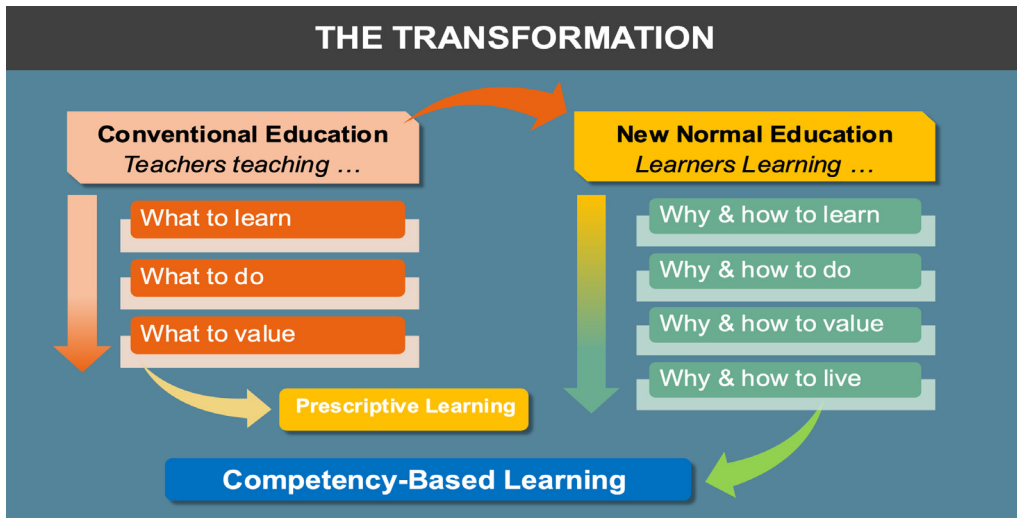 THE TRANSFORMATION
Conventional Education
Teachers teaching …
What to learn
What to do
What to value
Prescriptive Learning
New Normal Education
Learners Learning …
Why & how to learn
Why & how to do
Why & how to value
Why & how to live
Competency-Based Learning